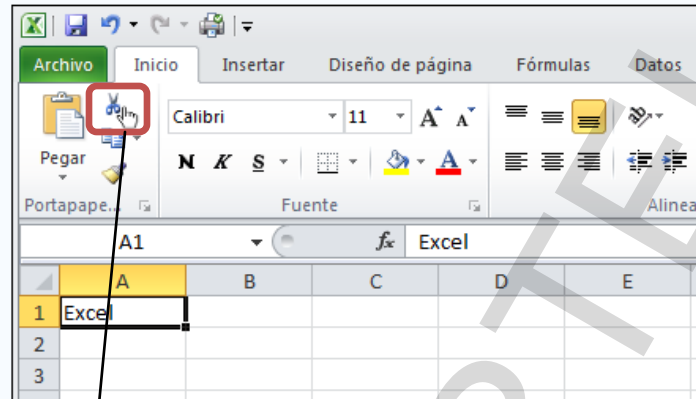 Archivo Inicio Insertar Diseño de página Fórmulas Datos
Calibri 11 A A
Pegar N K S A
Portapape... Fuente Alinea
A1 fx Excel
A B C D E
1 Excel
2
3